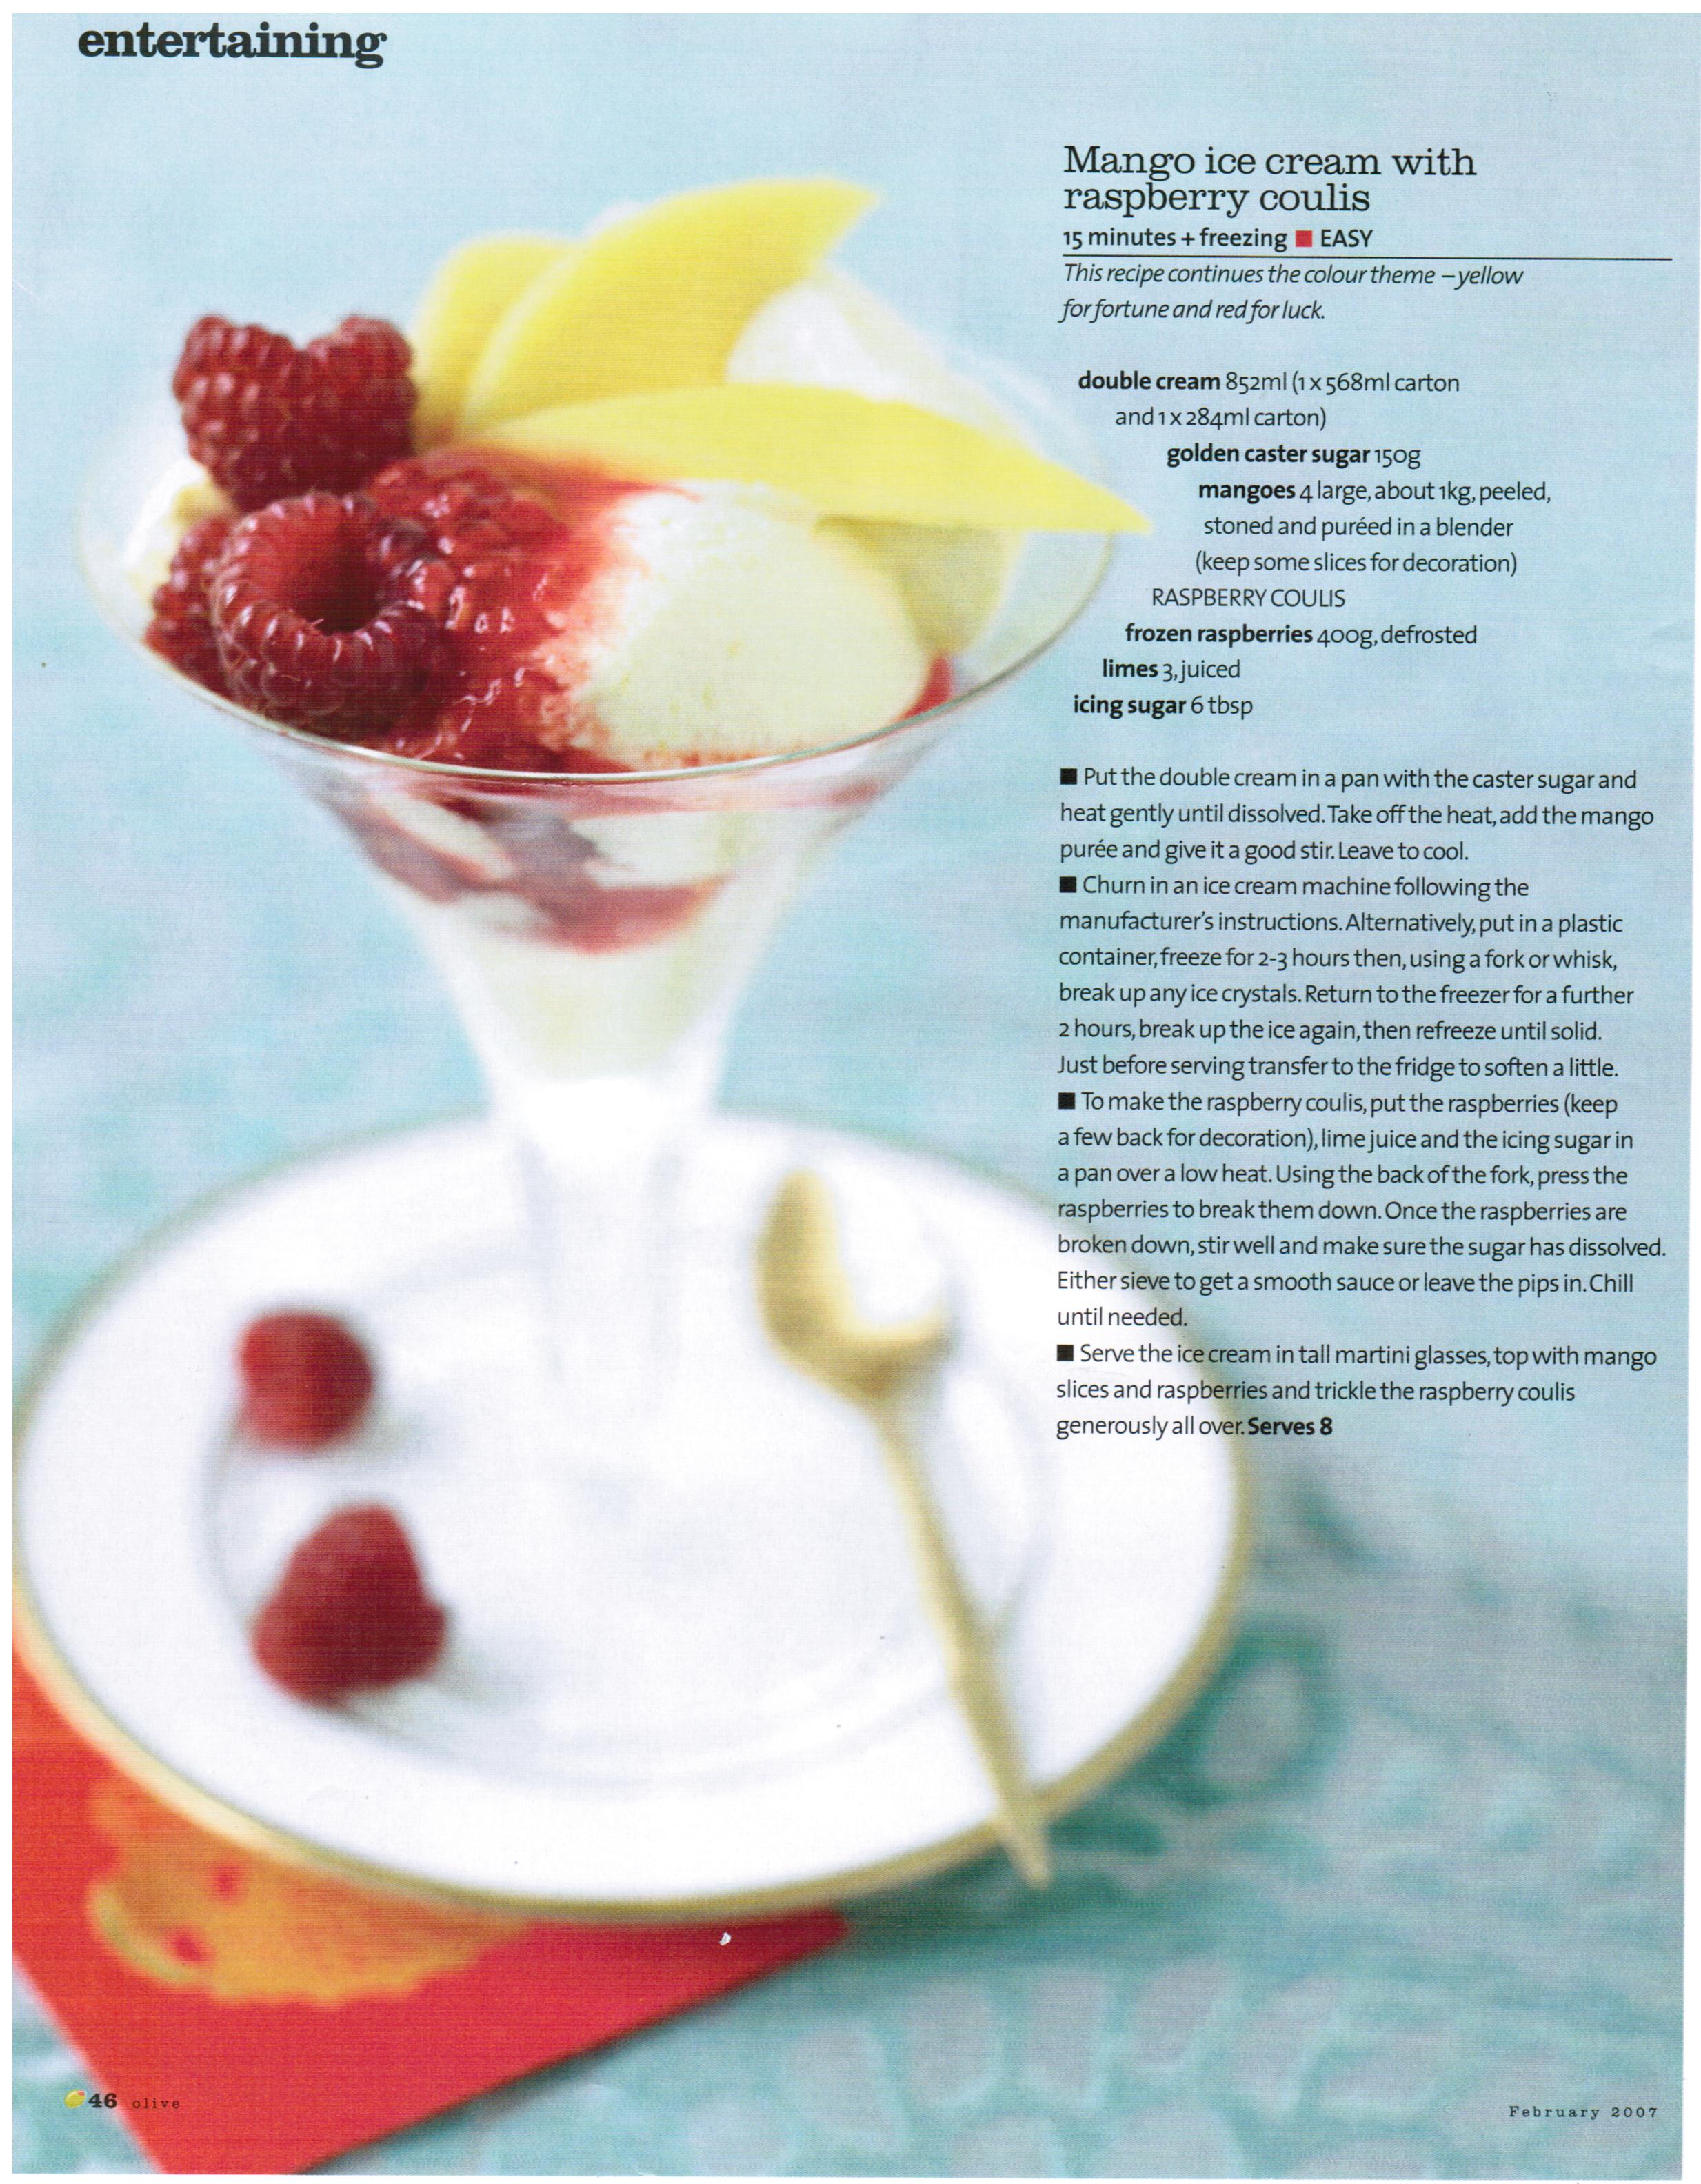 entertaining
Mango ice cream with
raspberry coulis
15 minutes + freezing ■ EASY
This recipe continues the colour theme – yellow
for fortune and red for luck.
double cream 852ml (1 x 568ml carton
and 1 x 284ml carton)
golden caster sugar 150g
mangoes 4 large, about 1kg, peeled,
stoned and puréed in a blender
(keep some slices for decoration)
RASPBERRY COULIS
frozen raspberries 400g, defrosted
limes 3, juiced
icing sugar 6 tbsp
■ Put the double cream in a pan with the caster sugar and
heat gently until dissolved. Take off the heat, add the mango
purée and give it a good stir. Leave to cool.
■ Churn in an ice cream machine following the
manufacturer's instructions. Alternatively, put in a plastic
container, freeze for 2-3 hours then, using a fork or whisk,
break up any ice crystals. Return to the freezer for a further
2 hours, break up the ice again, then refreeze until solid.
Just before serving transfer to the fridge to soften a little.
■ To make the raspberry coulis, put the raspberries (keep
a few back for decoration), lime juice and the icing sugar in
a pan over a low heat. Using the back of the fork, press the
raspberries to break them down. Once the raspberries are
broken down, stir well and make sure the sugar has dissolved.
Either sieve to get a smooth sauce or leave the pips in. Chill
until needed.
■ Serve the ice cream in tall martini glasses, top with mango
slices and raspberries and trickle the raspberry coulis
generously all over. Serves 8
46 olive
February 2007